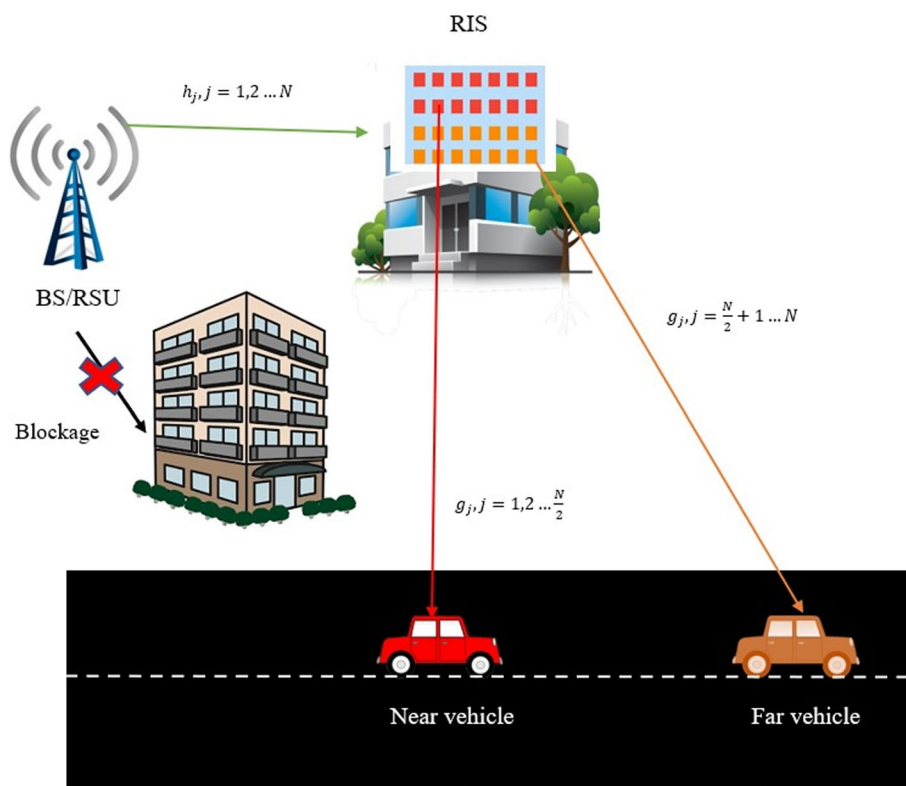 RIS
h_j, j = 1,2 … N
BS/RSU
g_j, j = N/2 + 1 … N
Blockage
g_j, j = 1,2 … N/2
Near vehicle
Far vehicle